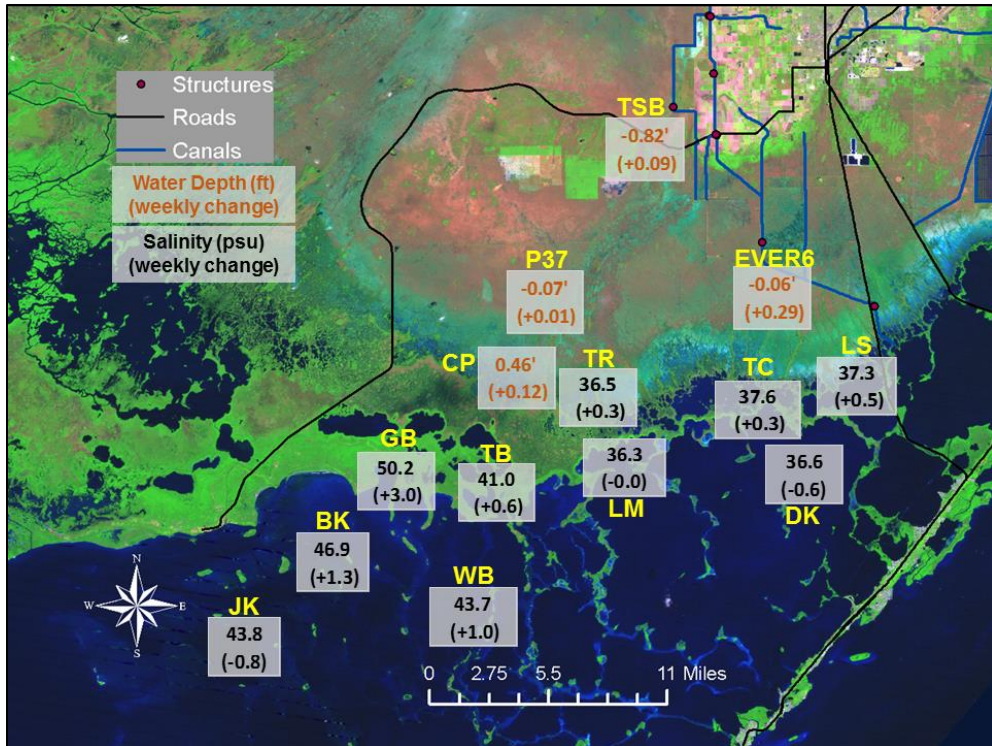 Structures
Roads
Canals
Water Depth (ft)
(weekly change)
Salinity (psu)
(weekly change)
TSB
-0.82'
(+0.09)
P37
-0.07'
(+0.01)
EVER6
-0.06'
(+0.29)
CP
0.46'
(+0.12)
TR
36.5
(+0.3)
TC
37.6
(+0.3)
LS
37.3
(+0.5)
GB
50.2
(+3.0)
TB
41.0
(+0.6)
36.3
(-0.0)
LM
36.6
(-0.6)
DK
BK
46.9
(+1.3)
WB
43.7
(+1.0)
JK
43.8
(-0.8)
N
W
E
S
0 2.75 5.5 11 Miles